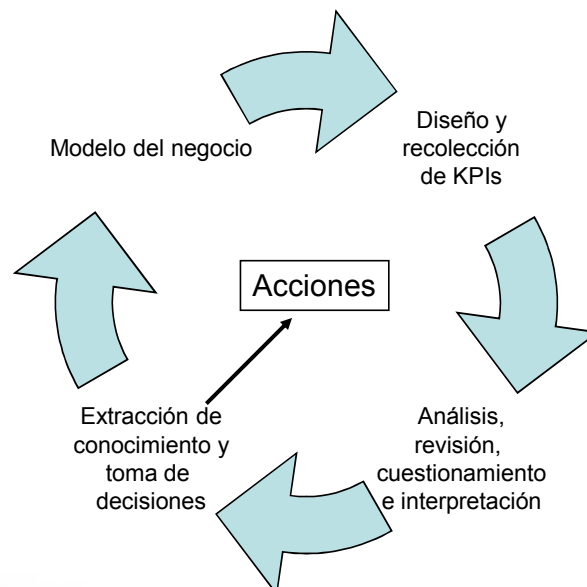 Modelo del negocio
Diseño y
recolección
de KPIs
Acciones
Análisis,
revisión,
cuestionamiento
e interpretación
Extracción de
conocimiento y
toma de
decisiones